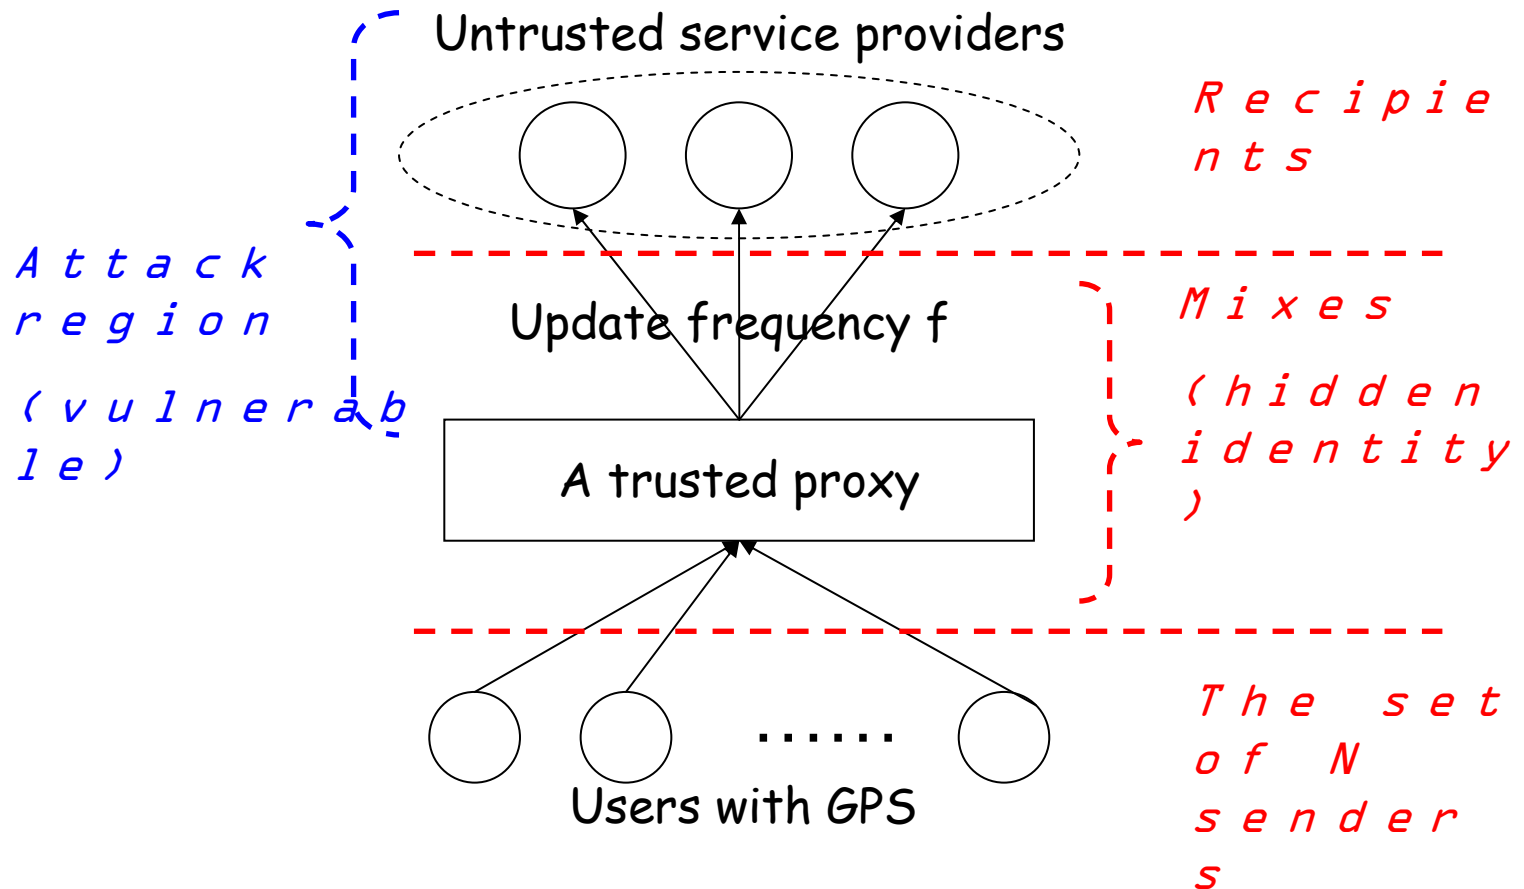 Untrusted service providers
Recipie
nts
Attack
region
(vulnerab
le)
Update frequency f
Mixes
(hidden
identity
)
A trusted proxy
......
Users with GPS
The set
of N
sender
s